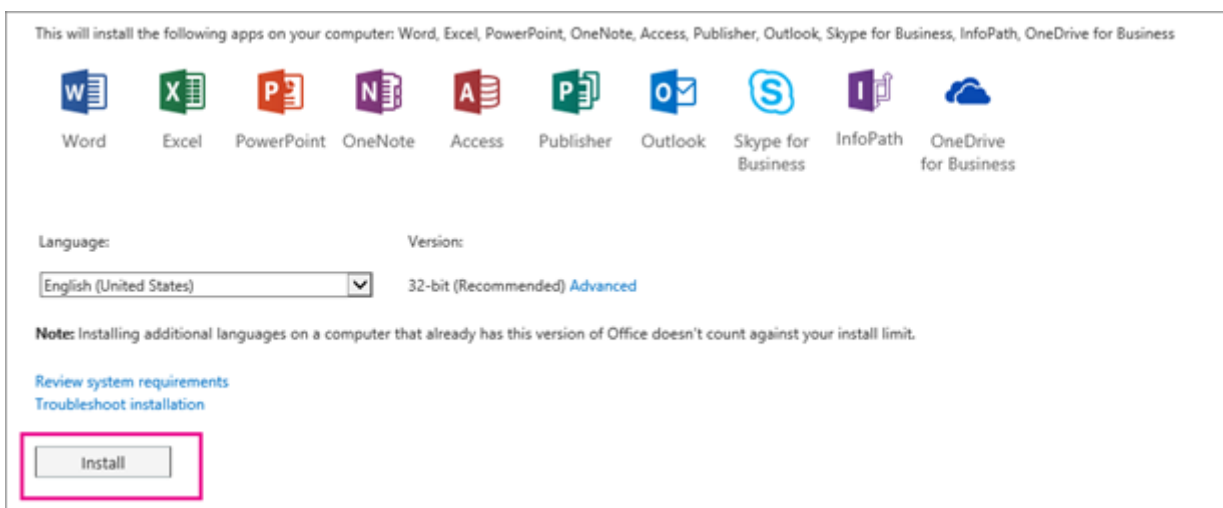 This will install the following apps on your computer: Word, Excel, PowerPoint, OneNote, Access, Publisher, Outlook, Skype for Business, InfoPath, OneDrive for Business
W X P N A P O S I
Word Excel PowerPoint OneNote Access Publisher Outlook Skype for Business InfoPath OneDrive for Business
Language: Version:
English (United States) 32-bit (Recommended) Advanced
Note: Installing additional languages on a computer that already has this version of Office doesn't count against your install limit.
Review system requirements
Troubleshoot installation
Install